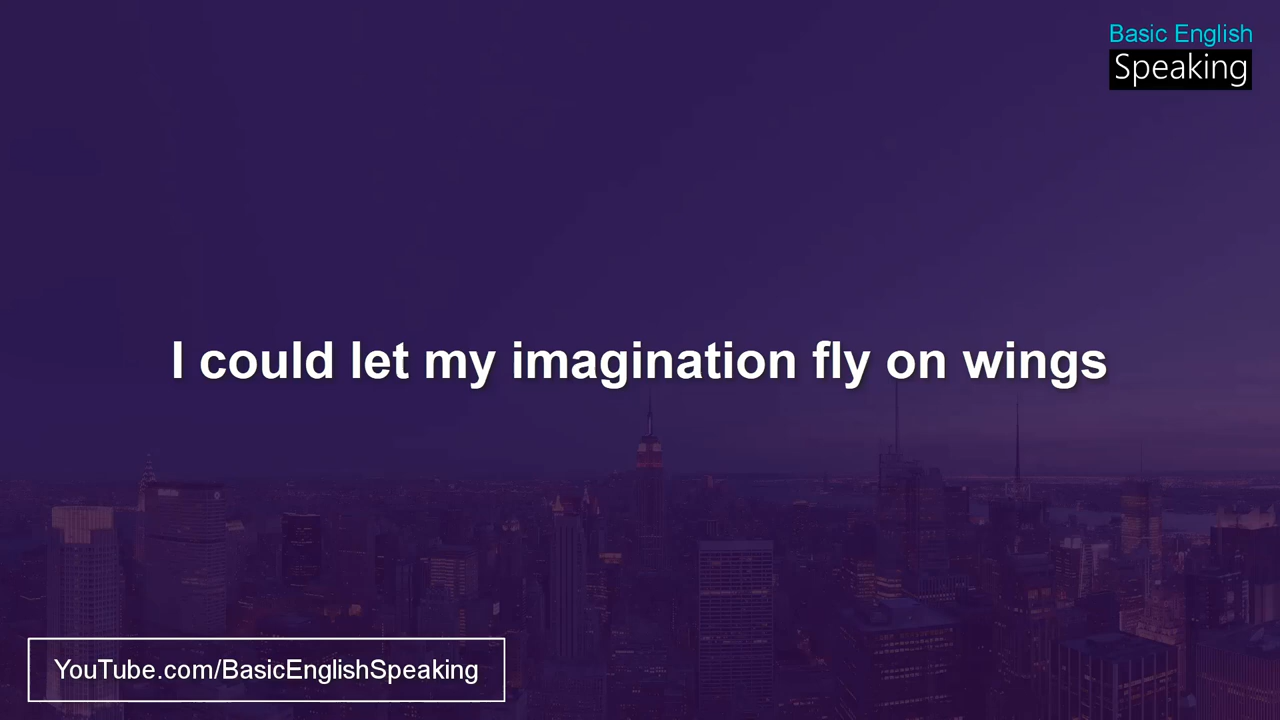 Basic English
Speaking
I could let my imagination fly on wings
YouTube.com/BasicEnglishSpeaking